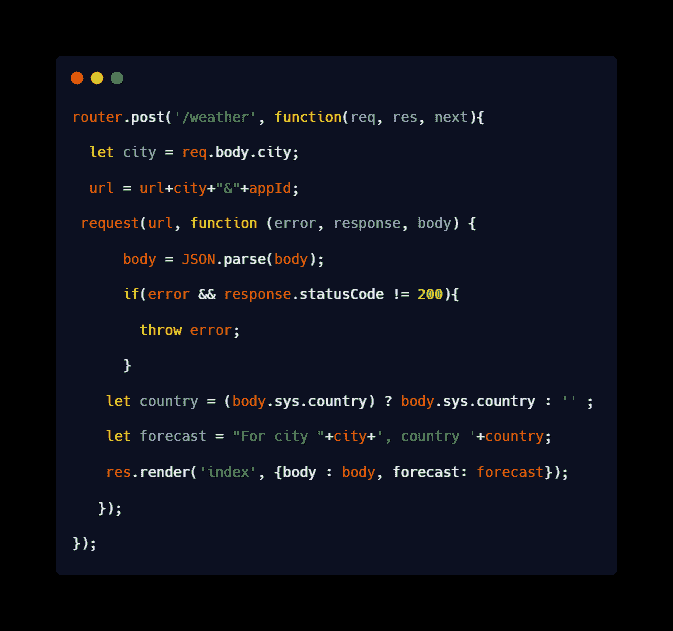 router.post('/weather', function(req, res, next){
let city = req.body.city;
url = url+city+"&"+appId;
request(url, function (error, response, body) {
body = JSON.parse(body);
if(error && response.statusCode != 200){
throw error;
}
let country = (body.sys.country) ? body.sys.country : '' ;
let forecast = "For city "+city+', country '+country;
res.render('index', {body : body, forecast: forecast});
});
});